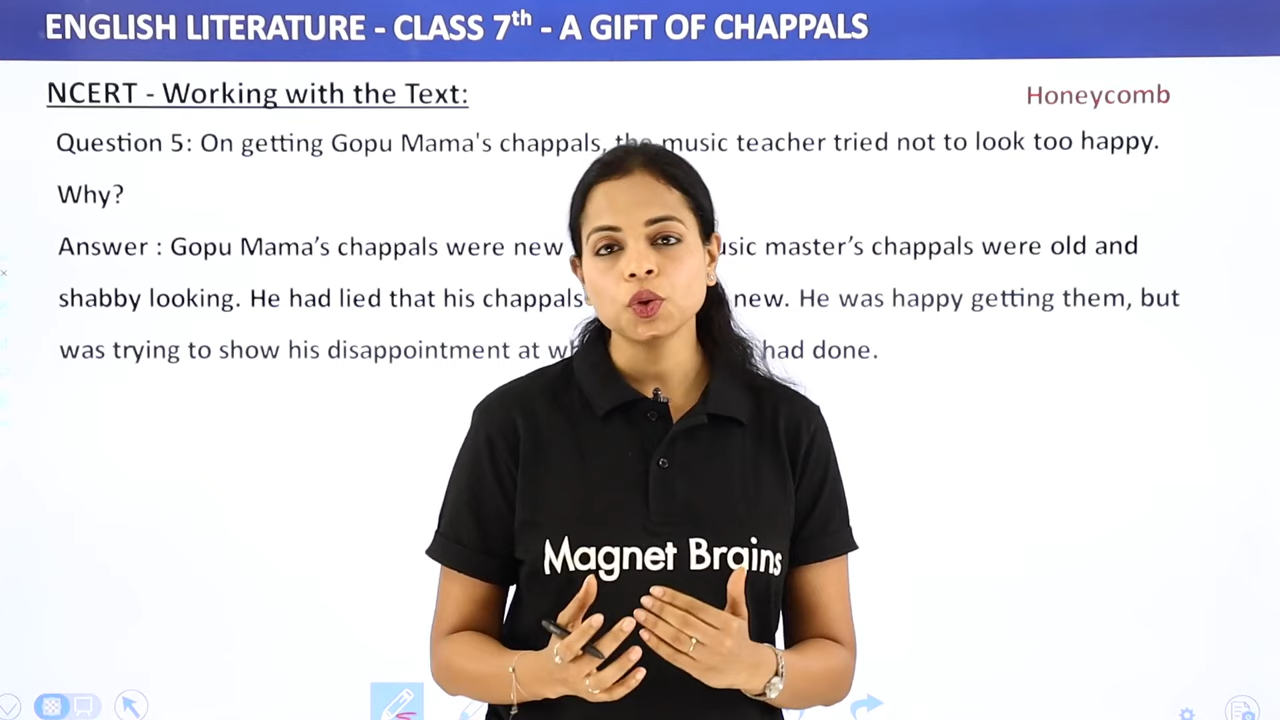 ENGLISH LITERATURE - CLASS 7th - A GIFT OF CHAPPALS
NCERT - Working with the Text:
Honeycomb
Question 5: On getting Gopu Mama's chappals, the music teacher tried not to look too happy.
Why?
Answer : Gopu Mama’s chappals were new master’s chappals were old and
shabby looking. He had lied that his chappals new. He was happy getting them, but
was trying to show his disappointment at had done.
Magnet Brains